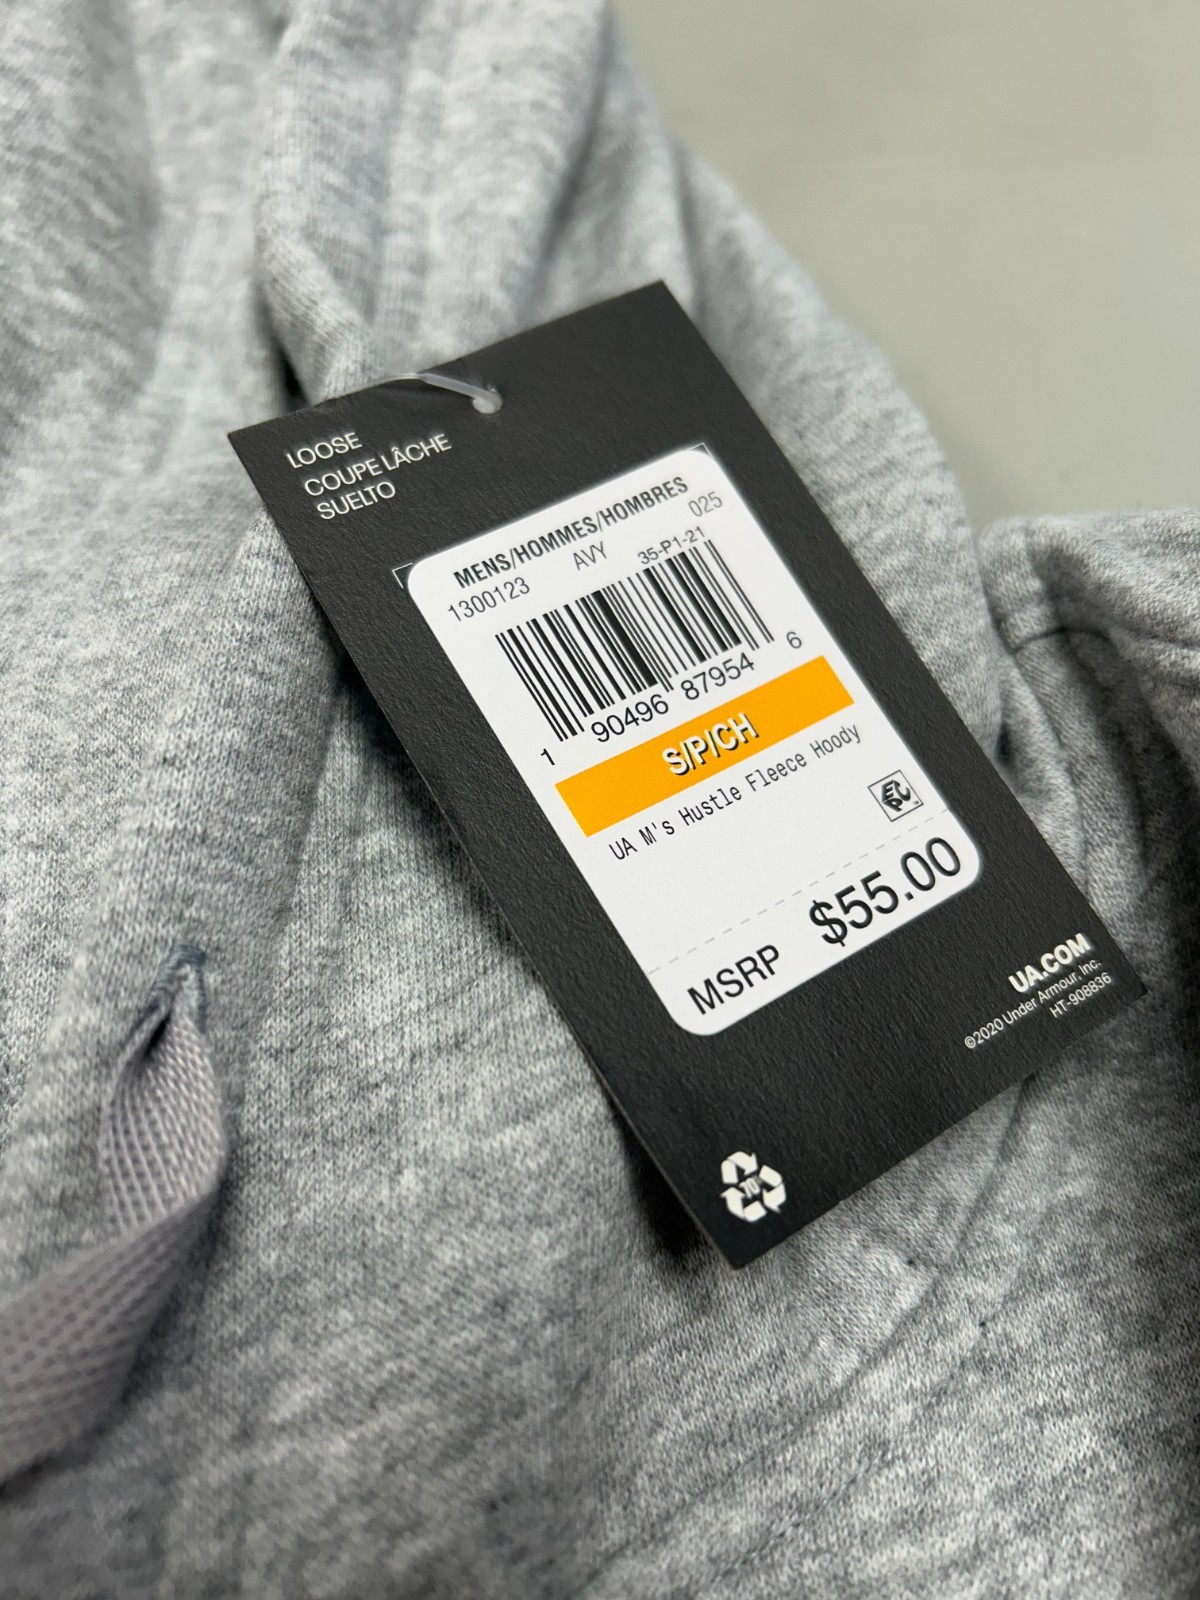 LOOSE
COUPE LÂCHE
SUELTO
MENS/HOMMES/HOMBRES
1300123 AVY 025
35-P1-21
1 90496 87954 6
S/P/CH
UA M's Hustle Fleece Hoody
MSRP $55.00
UA.COM
©2020 Under Armour, Inc.
HT-908836